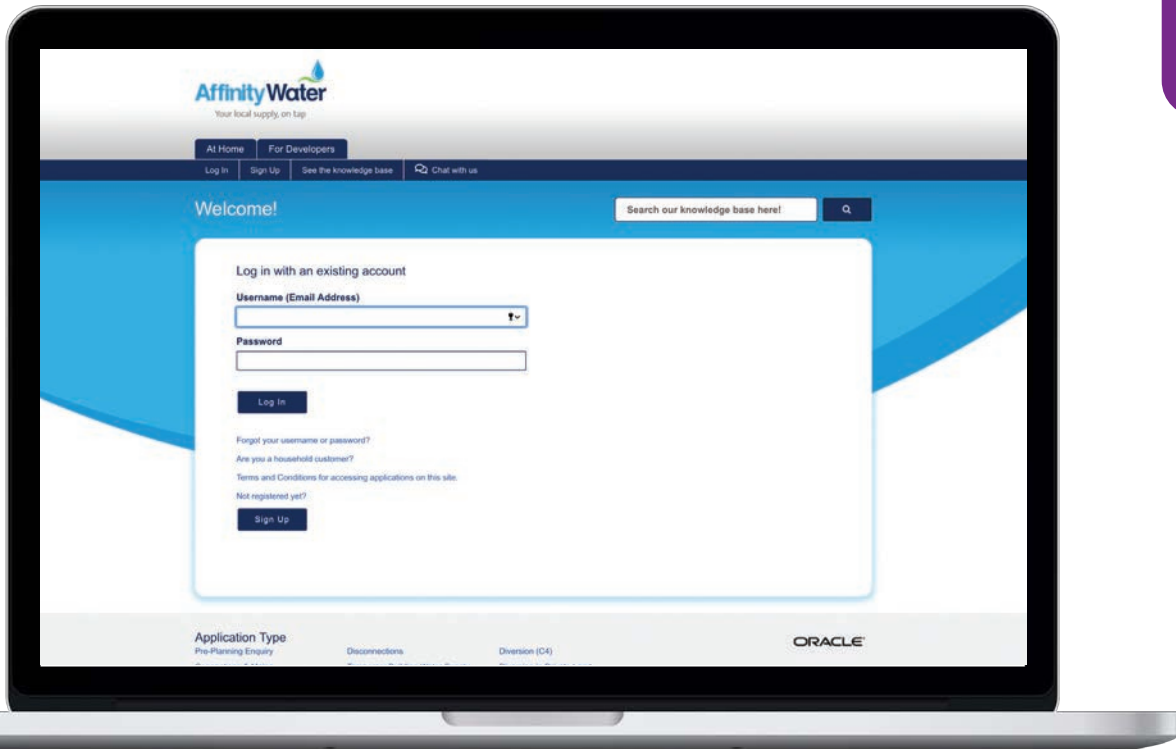 AffinityWater
Your local supply, on tap
At Home For Developers
Log In Sign Up See the knowledge base Chat with us
Welcome! Search our knowledge base here!
Log in with an existing account
Username (Email Address)
Password
Log In
Forgot your username or password?
Are you a household customer?
Terms and Conditions for accessing applications on this site.
Not registered yet?
Sign Up
Application Type
ORACLE
Pre-Planning Enquiry Disconnections Diversion (C4)